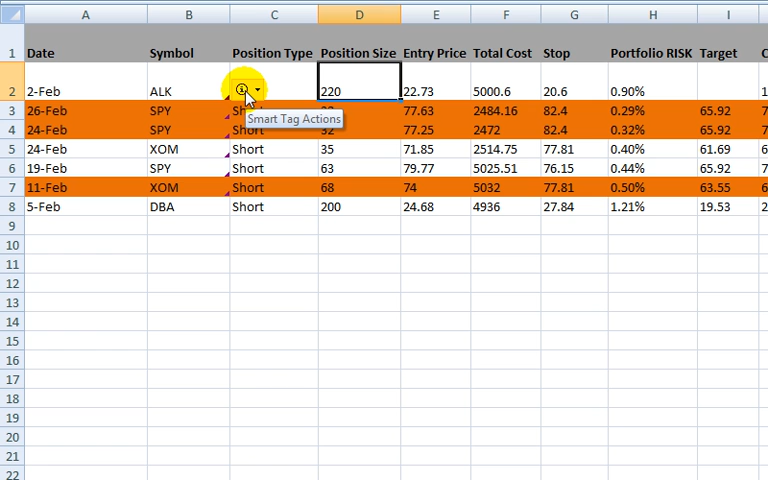 A B C D E F G H I
1 Date Symbol Position Type Position Size Entry Price Total Cost Stop Portfolio RISK Target
2 2-Feb ALK 220 22.73 5000.6 20.6 0.90%
Smart Tag Actions
3 26-Feb SPY 77.63 2484.16 82.4 0.29% 65.92
4 24-Feb SPY Short 32 77.25 2472 82.4 0.32% 65.92
5 24-Feb XOM Short 35 71.85 2514.75 77.81 0.40% 61.69
6 19-Feb SPY Short 63 79.77 5025.51 76.15 0.44% 65.92
7 11-Feb XOM Short 68 74 5032 77.81 0.50% 63.55
8 5-Feb DBA Short 200 24.68 4936 27.84 1.21% 19.53
9
10
11
12
13
14
15
16
17
18
19
20
21
22